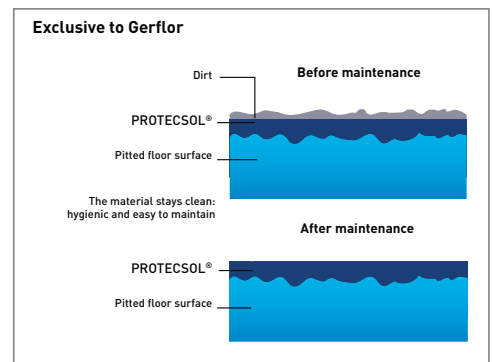 Exclusive to Gerflor
Dirt
Before maintenance
PROTECSOL®
Pitted floor surface
The material stays clean:
hygienic and easy to maintain
After maintenance
PROTECSOL®
Pitted floor surface